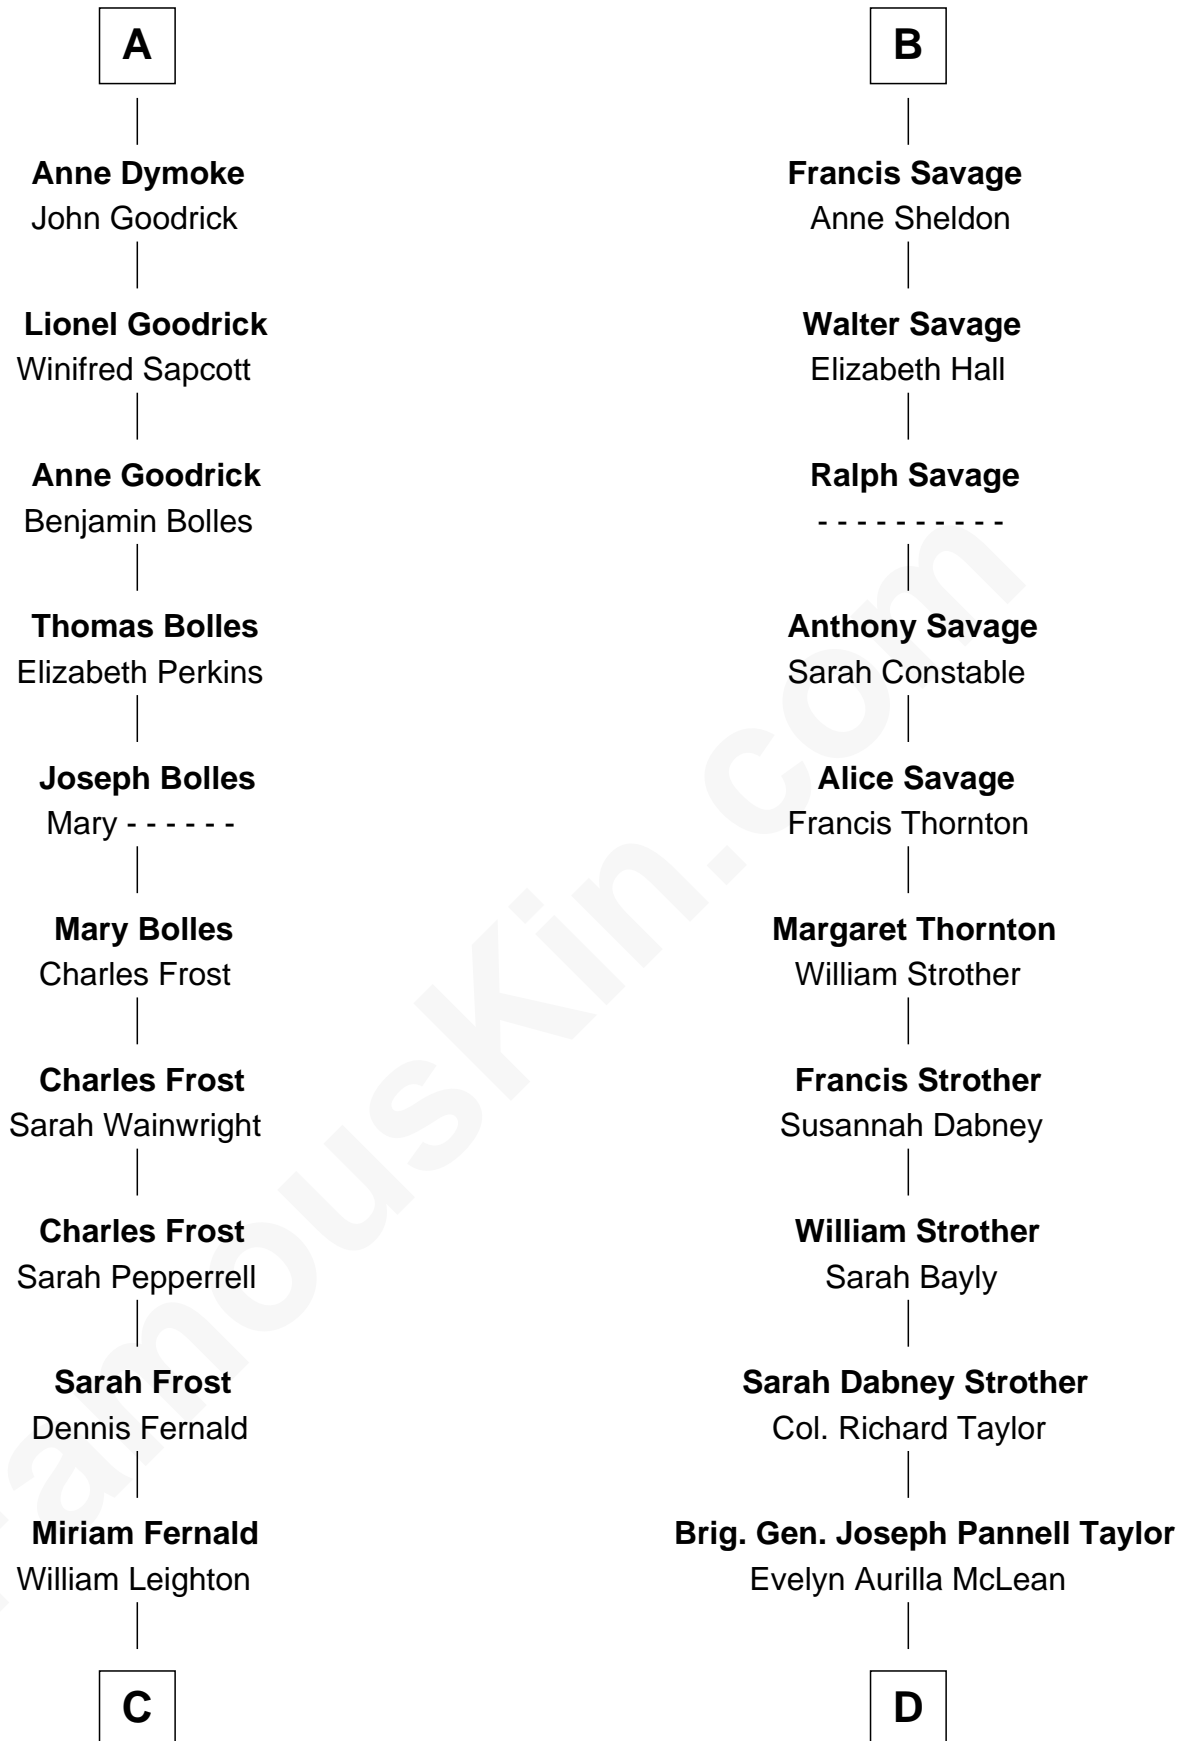 A
Anne Dymoke
John Goodrick
Lionel Goodrick
Winifred Sapcott
Anne Goodrick
Benjamin Bolles
Thomas Bolles
Elizabeth Perkins
Joseph Bolles
Mary - - - - - -
Mary Bolles
Charles Frost
Charles Frost
Sarah Wainwright
Charles Frost
Sarah Pepperrell
Sarah Frost
Dennis Fernald
Miriam Fernald
William Leighton
C
B
Francis Savage
Anne Sheldon
Walter Savage
Elizabeth Hall
Ralph Savage
- - - - - - - - - -
Anthony Savage
Sarah Constable
Alice Savage
Francis Thornton
Margaret Thornton
William Strother
Francis Strother
Susannah Dabney
William Strother
Sarah Bayly
Sarah Dabney Strother
Col. Richard Taylor
Brig. Gen. Joseph Pannell Taylor
Evelyn Aurilla McLean
D
FamousKin.com